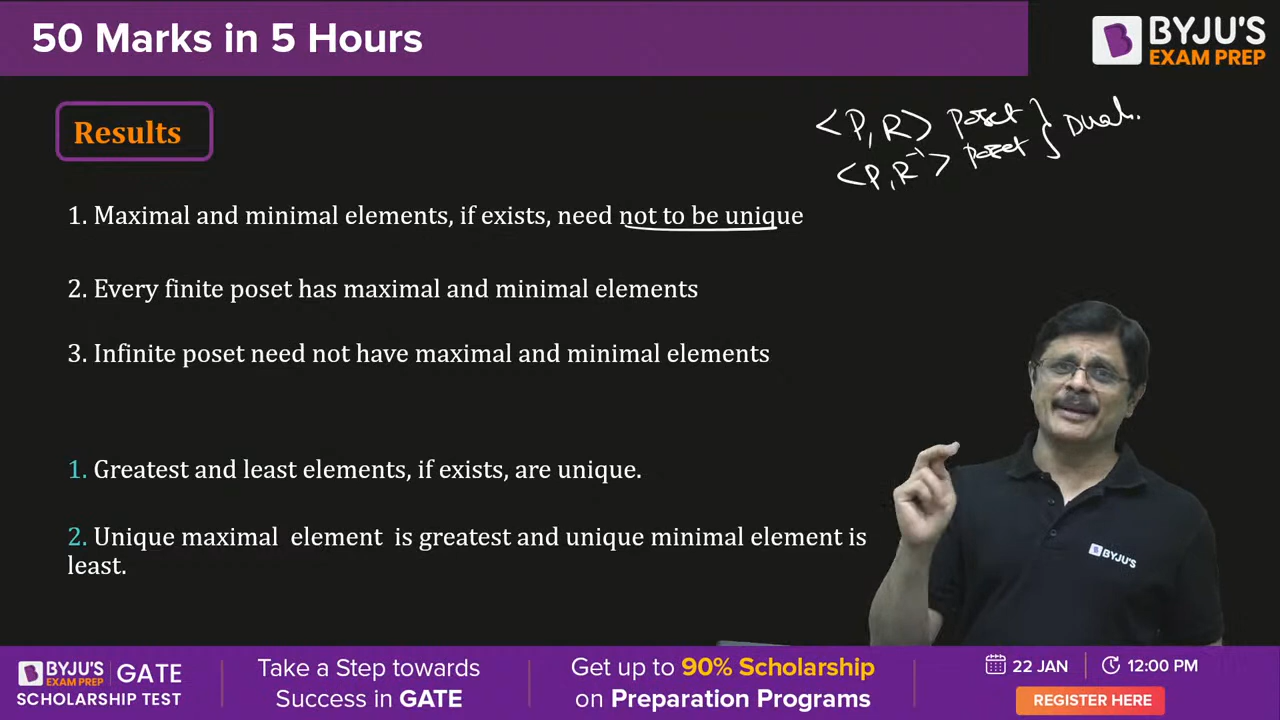 50 Marks in 5 Hours
BYJU'S
EXAM PREP
Results
<P, R> Poset } Dual.
<P, R⁻¹> Poset
1. Maximal and minimal elements, if exists, need not to be unique
2. Every finite poset has maximal and minimal elements
3. Infinite poset need not have maximal and minimal elements
1. Greatest and least elements, if exists, are unique.
2. Unique maximal element is greatest and unique minimal element is
least.
BYJU'S
BYJU'S
EXAM PREP
GATE
SCHOLARSHIP TEST
Take a Step towards
Success in GATE
Get up to 90% Scholarship
on Preparation Programs
22 JAN
12:00 PM
REGISTER HERE